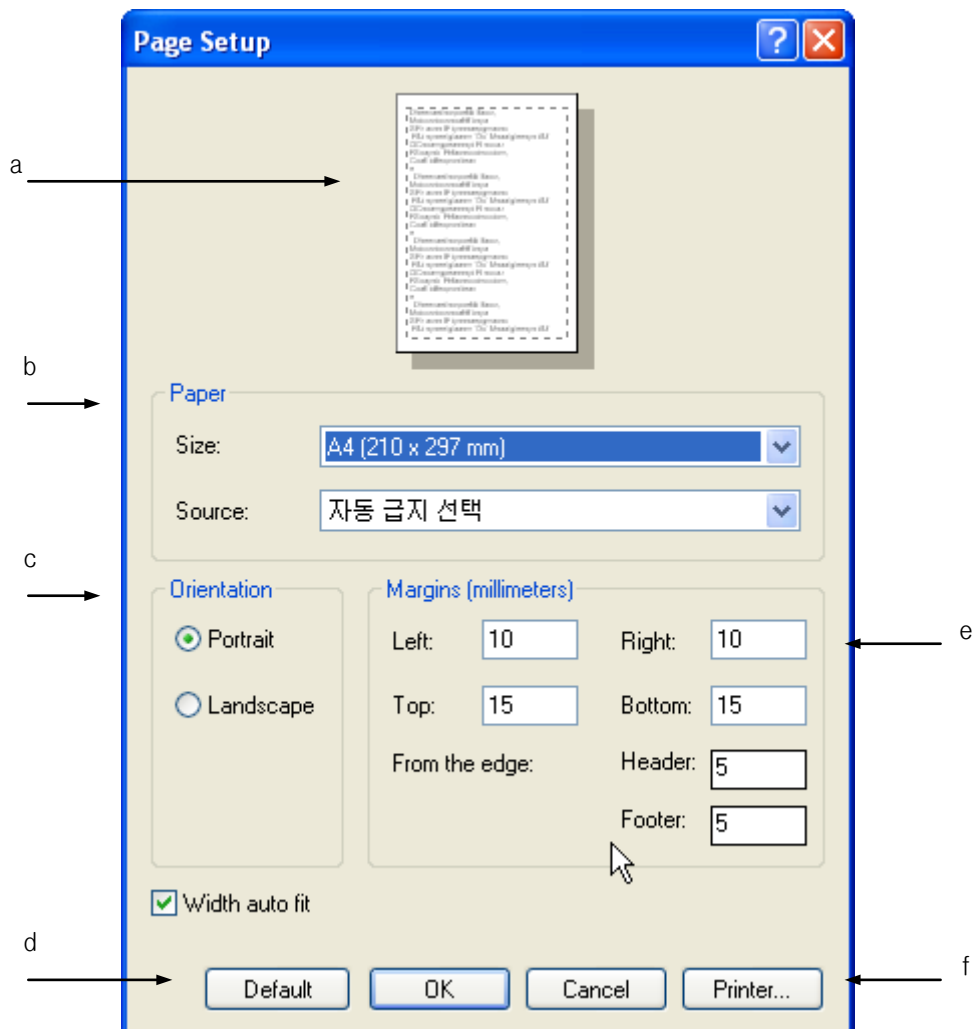 Page Setup
a
b
Paper
Size: A4 (210 x 297 mm)
Source: 자동 급지 선택
c
Orientation
Margins (millimeters)
Portrait
Left: 10 Right: 10
e
Landscape
Top: 15 Bottom: 15
From the edge: Header: 5
Footer: 5
Width auto fit
d
f
Default OK Cancel Printer...